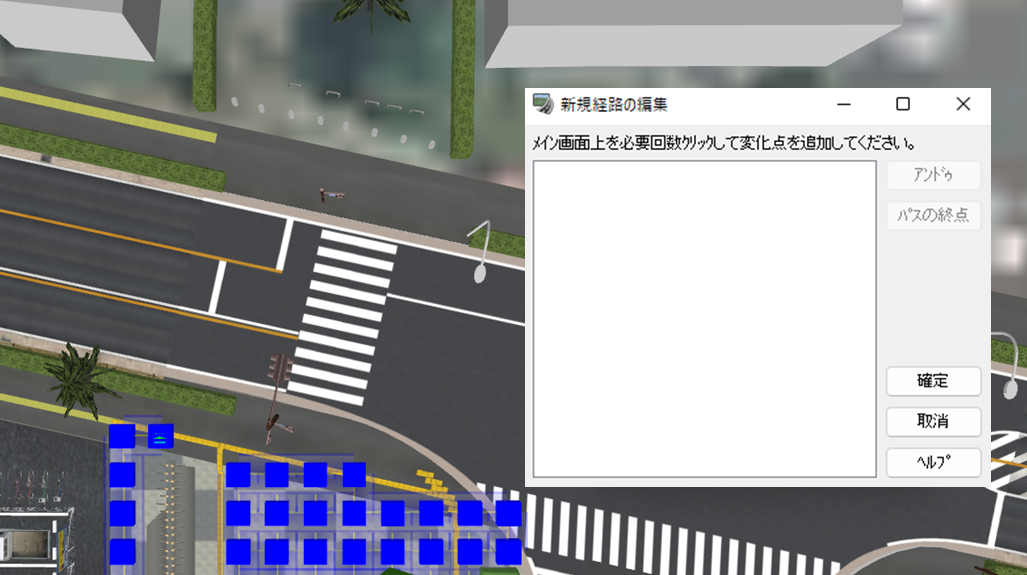 新規経路の編集
メイン画面上を必要回数クリックして変化点を追加してください。
アンドゥ
パスの終点
確定
取消
ヘルプ